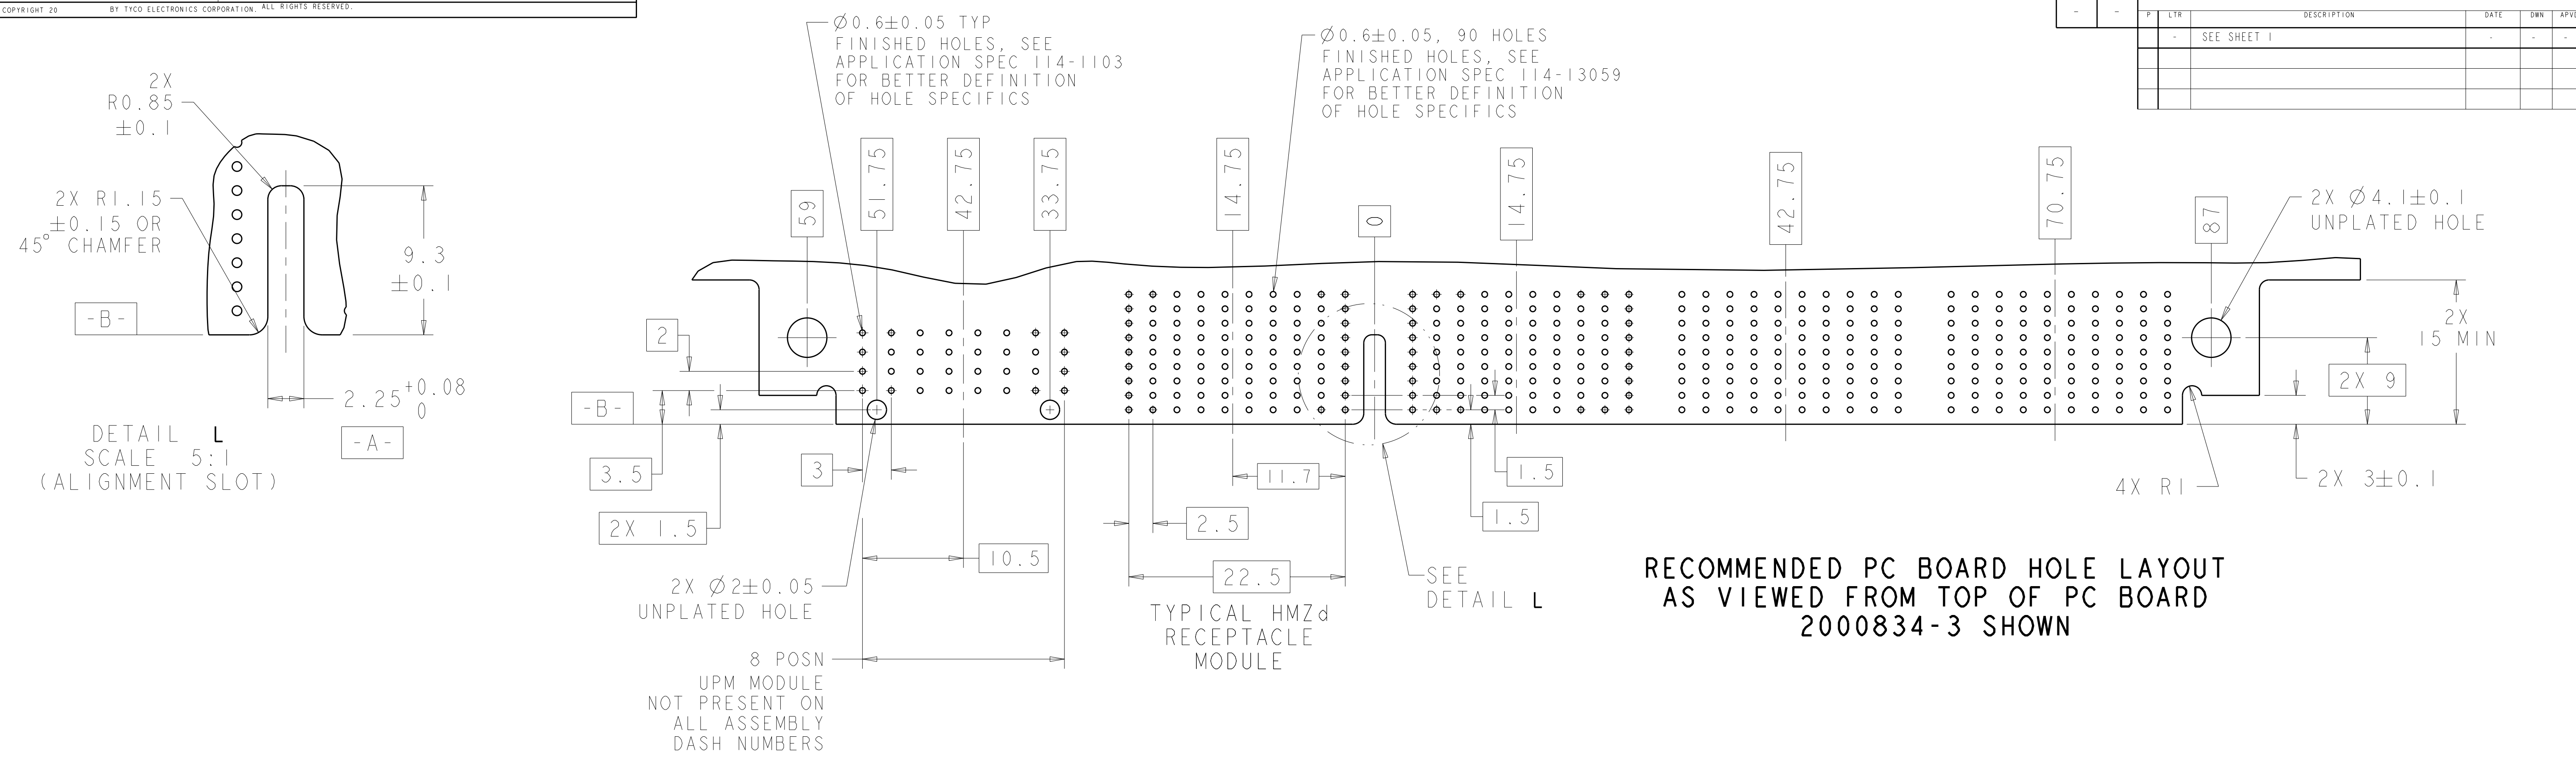 COPYRIGHT 20 BY TYCO ELECTRONICS CORPORATION. ALL RIGHTS RESERVED.
- -
P LTR DESCRIPTION DATE DWN APVD
- SEE SHEET 1 - - -
2X
R0.85
±0.1
2X R1.15
±0.15 OR
45° CHAMFER
9.3
±0.1
-B-
2.25 +0.08
0
-A-
DETAIL L
SCALE 5:1
(ALIGNMENT SLOT)
Ø0.6±0.05 TYP
FINISHED HOLES, SEE
APPLICATION SPEC 114-1103
FOR BETTER DEFINITION
OF HOLE SPECIFICS
Ø0.6±0.05, 90 HOLES
FINISHED HOLES, SEE
APPLICATION SPEC 114-13059
FOR BETTER DEFINITION
OF HOLE SPECIFICS
59
51.75
42.75
33.75
14.75
0
14.75
42.75
70.75
87
2X Ø4.1±0.1
UNPLATED HOLE
2
-B-
3.5
2X 1.5
3
10.5
11.7
2.5
22.5
1.5
1.5
2X
15 MIN
2X 9
2X 3±0.1
4X R1
2X Ø2±0.05
UNPLATED HOLE
8 POSN
UPM MODULE
NOT PRESENT ON
ALL ASSEMBLY
DASH NUMBERS
TYPICAL HMZd
RECEPTACLE
MODULE
SEE
DETAIL L
RECOMMENDED PC BOARD HOLE LAYOUT
AS VIEWED FROM TOP OF PC BOARD
2000834-3 SHOWN